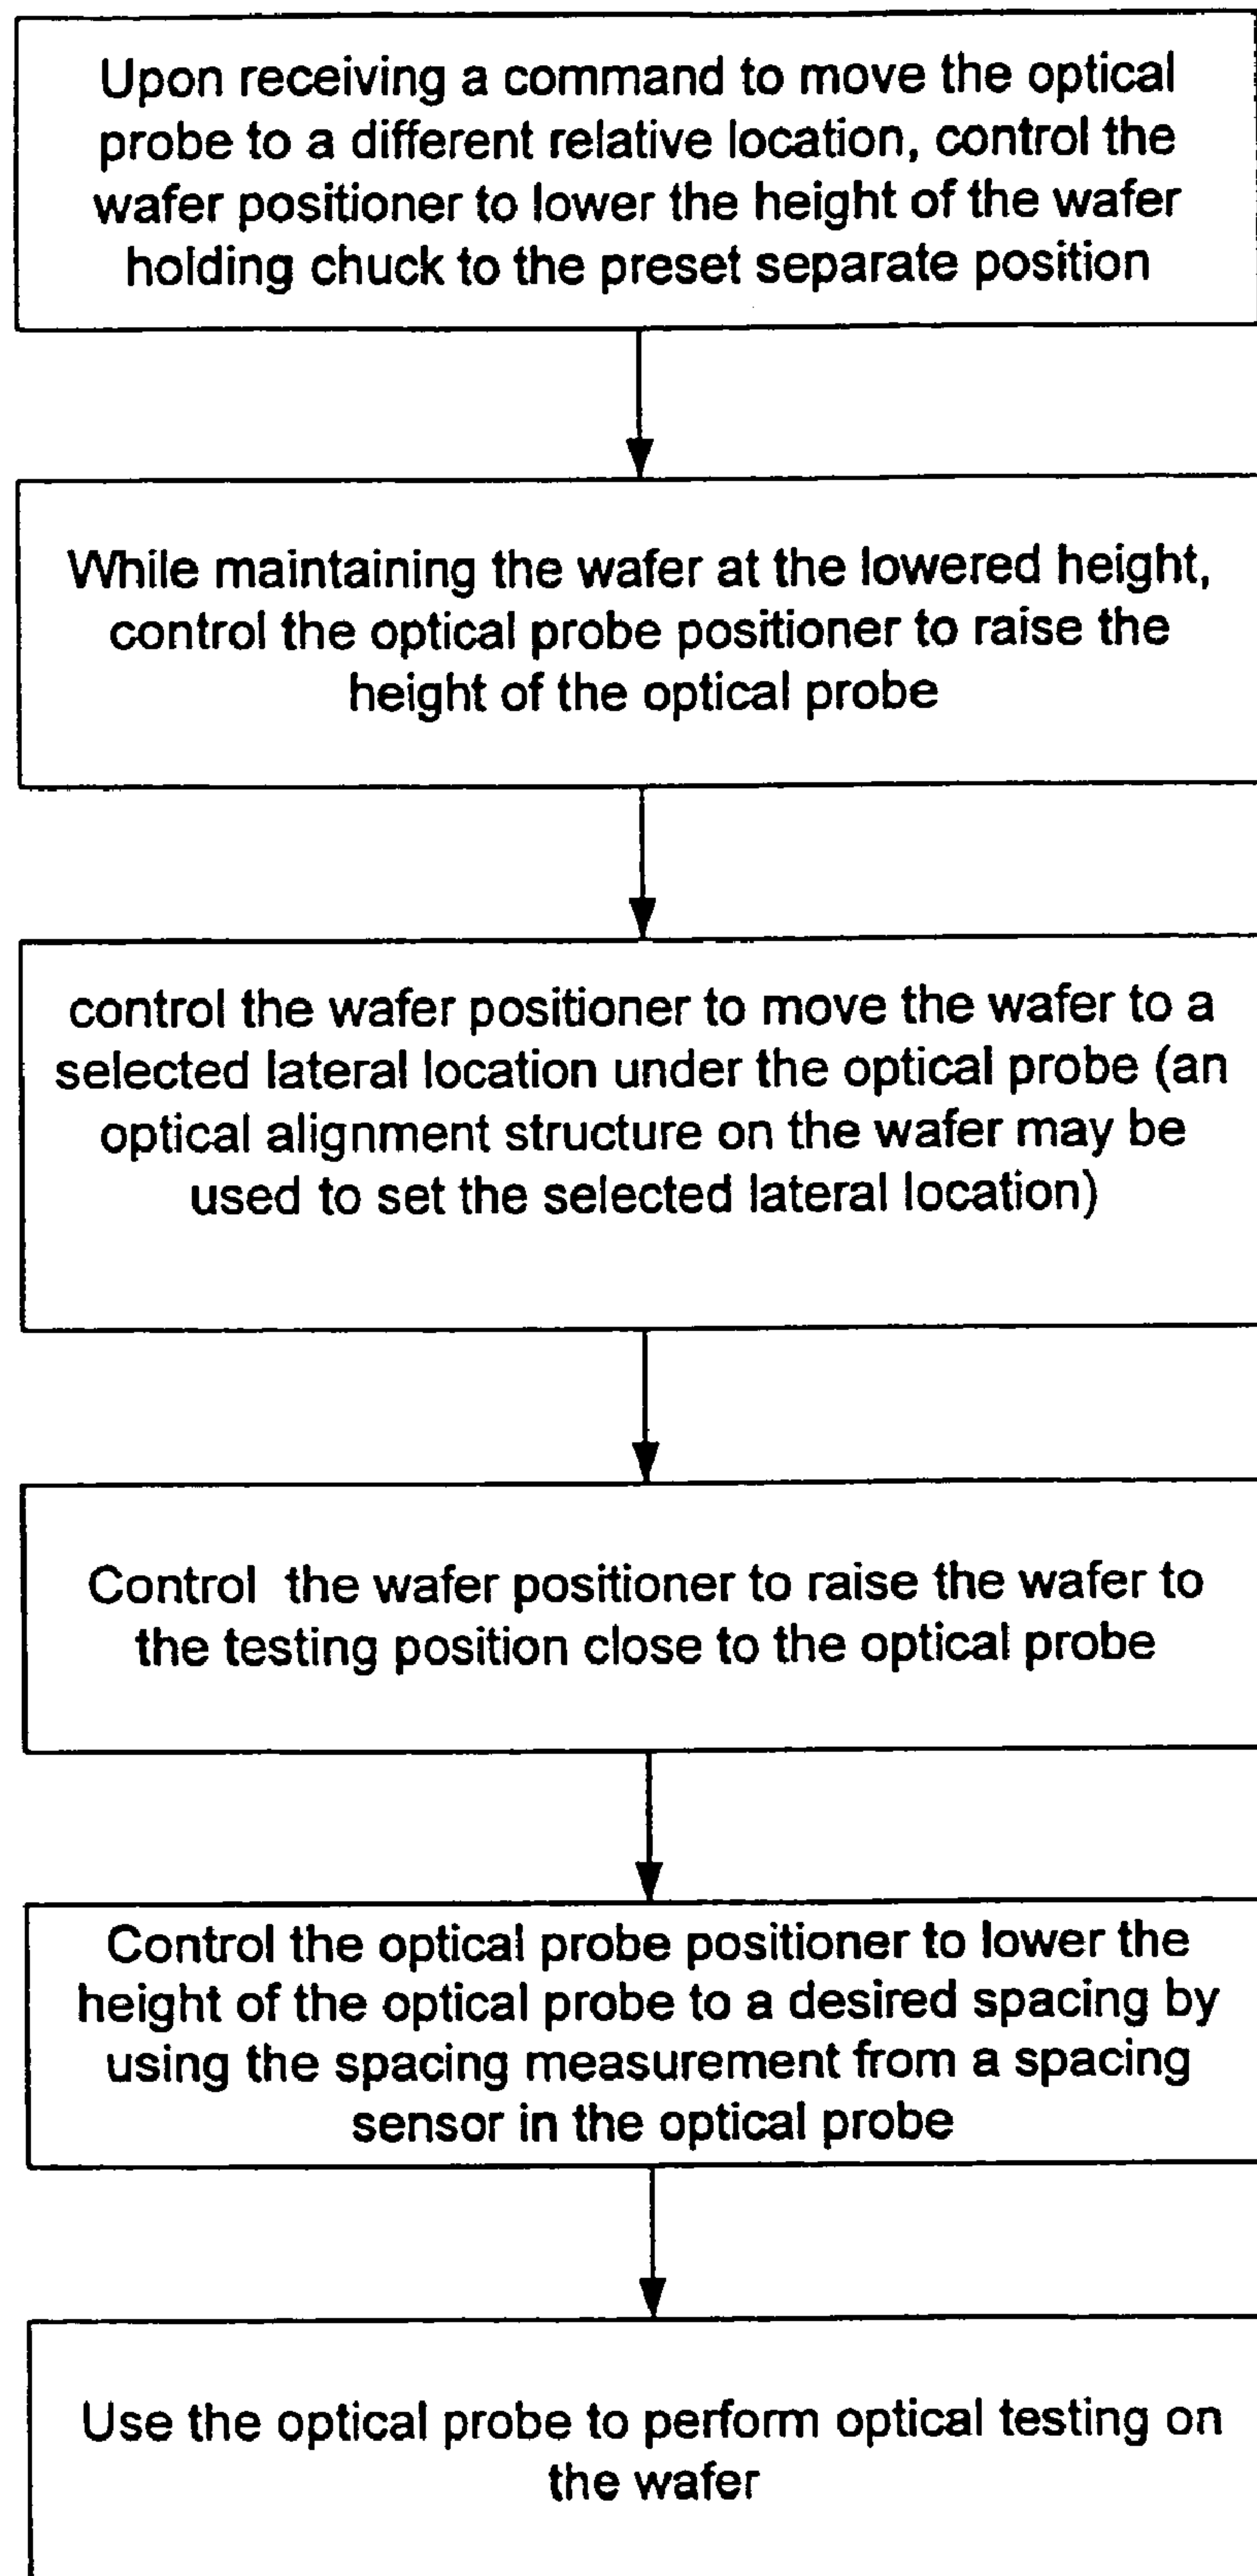 Upon receiving a command to move the optical
probe to a different relative location, control the
wafer positioner to lower the height of the wafer
holding chuck to the preset separate position
While maintaining the wafer at the lowered height,
control the optical probe positioner to raise the
height of the optical probe
control the wafer positioner to move the wafer to a
selected lateral location under the optical probe (an
optical alignment structure on the wafer may be
used to set the selected lateral location)
Control the wafer positioner to raise the wafer to
the testing position close to the optical probe
Control the optical probe positioner to lower the
height of the optical probe to a desired spacing by
using the spacing measurement from a spacing
sensor in the optical probe
Use the optical probe to perform optical testing on
the wafer